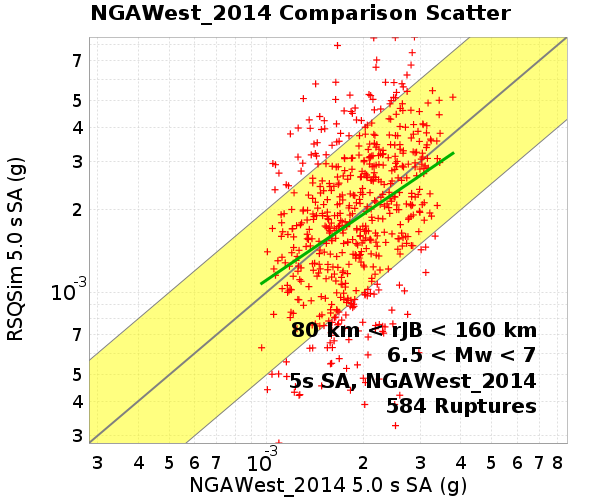 NGAWest_2014 Comparison Scatter
RSQSim 5.0 s SA (g)
7
5
4
3
2
10-3
7
5
4
3
80 km < rJB < 160 km
6.5 < Mw < 7
5s SA, NGAWest_2014
584 Ruptures
3 4 5 6 7 10-3 2 3 4 5 6 7 8
NGAWest_2014 5.0 s SA (g)